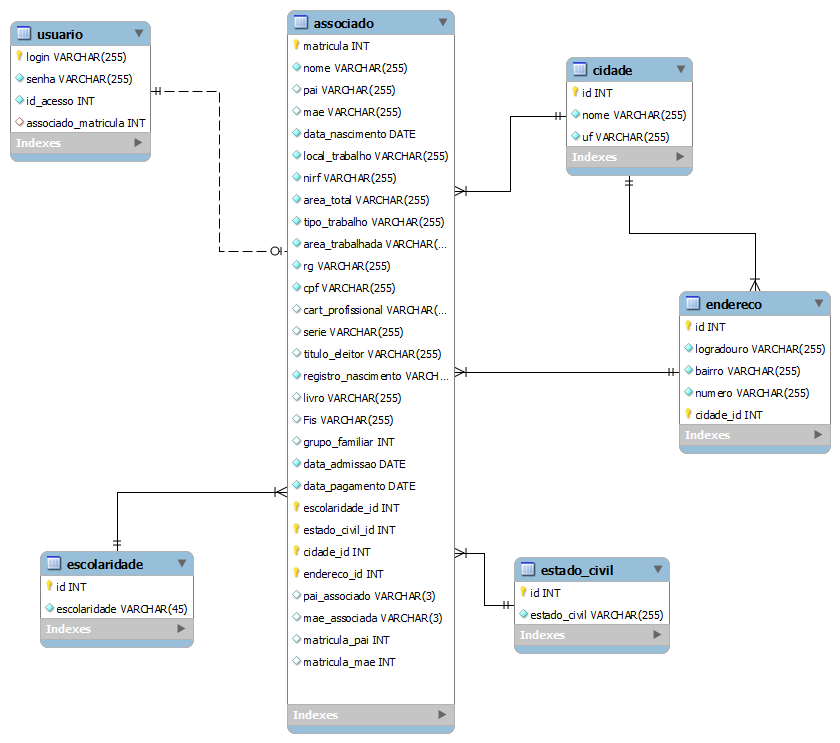 usuario
login VARCHAR(255)
senha VARCHAR(255)
id_acesso INT
associado_matricula INT
Indexes
associado
matricula INT
nome VARCHAR(255)
pai VARCHAR(255)
mae VARCHAR(255)
data_nascimento DATE
local_trabalho VARCHAR(255)
nirf VARCHAR(255)
area_total VARCHAR(255)
tipo_trabalho VARCHAR(255)
area_trabalhada VARCHAR(...
rg VARCHAR(255)
cpf VARCHAR(255)
cart_profissional VARCHAR(...
serie VARCHAR(255)
titulo_eleitor VARCHAR(255)
registro_nascimento VARCH...
livro VARCHAR(255)
Fis VARCHAR(255)
grupo_familiar INT
data_admissao DATE
data_pagamento DATE
escolaridade_id INT
estado_civil_id INT
cidade_id INT
endereco_id INT
pai_associado VARCHAR(3)
mae_associada VARCHAR(3)
matricula_pai INT
matricula_mae INT
Indexes
cidade
id INT
nome VARCHAR(255)
uf VARCHAR(255)
Indexes
endereco
id INT
logradouro VARCHAR(255)
bairro VARCHAR(255)
numero VARCHAR(255)
cidade_id INT
Indexes
escolaridade
id INT
escolaridade VARCHAR(45)
Indexes
estado_civil
id INT
estado_civil VARCHAR(255)
Indexes